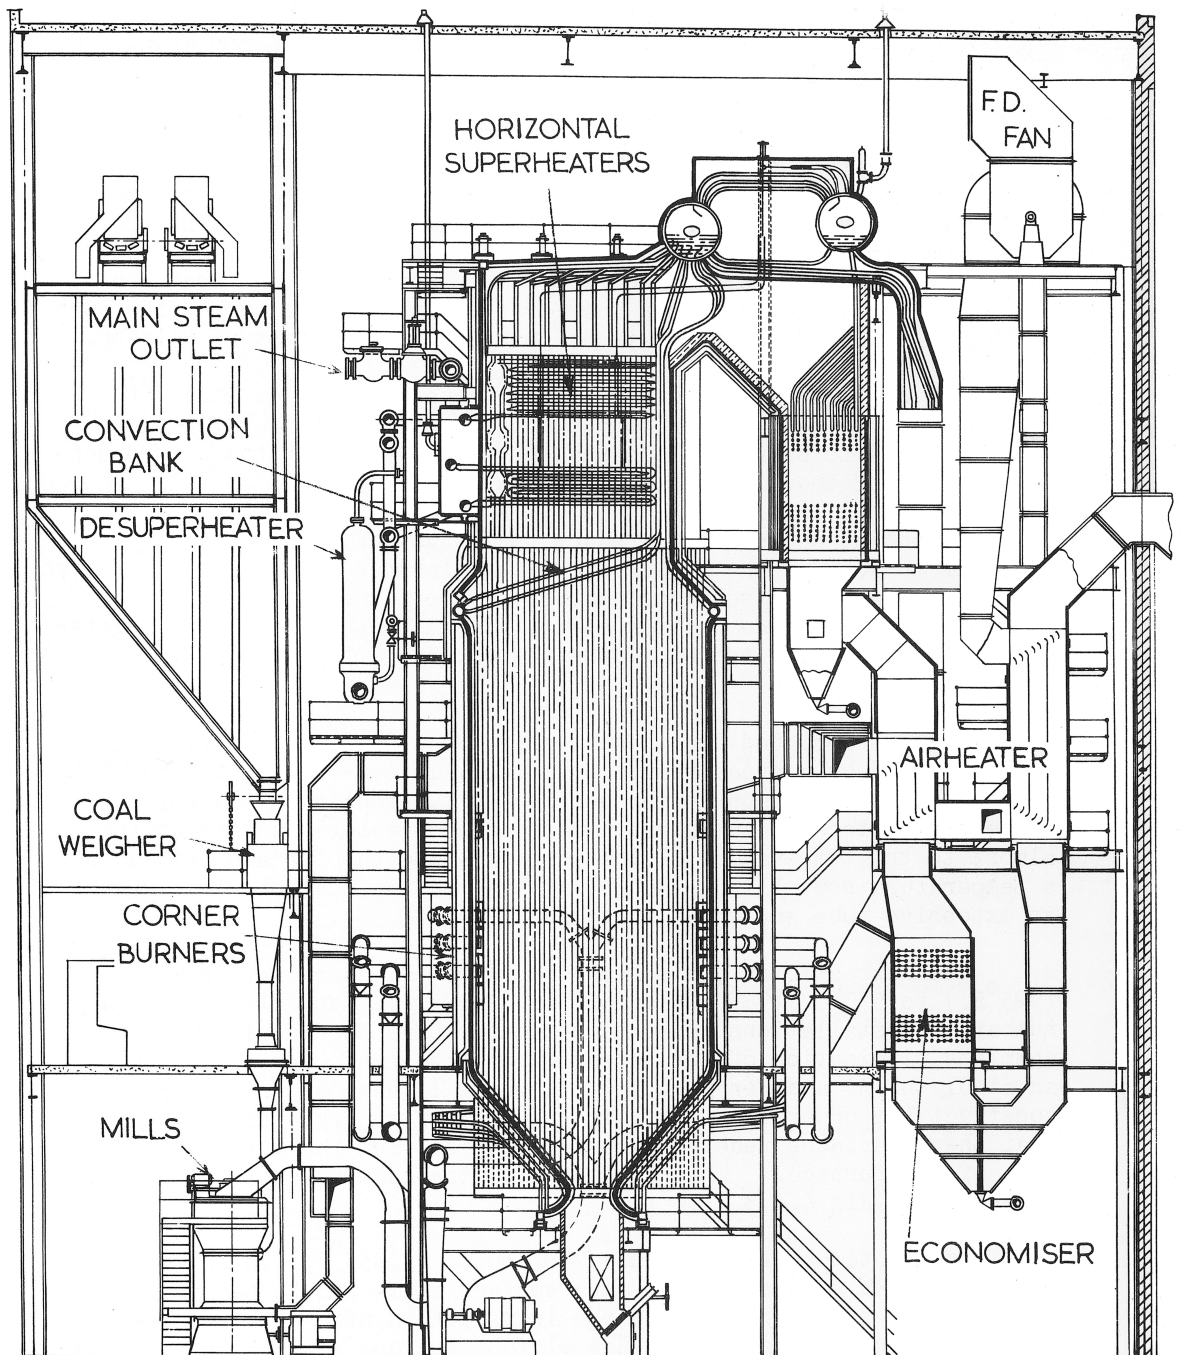 F.D.
FAN
HORIZONTAL
SUPERHEATERS
MAIN STEAM
OUTLET
CONVECTION
BANK
DESUPERHEATER
AIRHEATER
COAL
WEIGHER
CORNER
BURNERS
MILLS
ECONOMISER